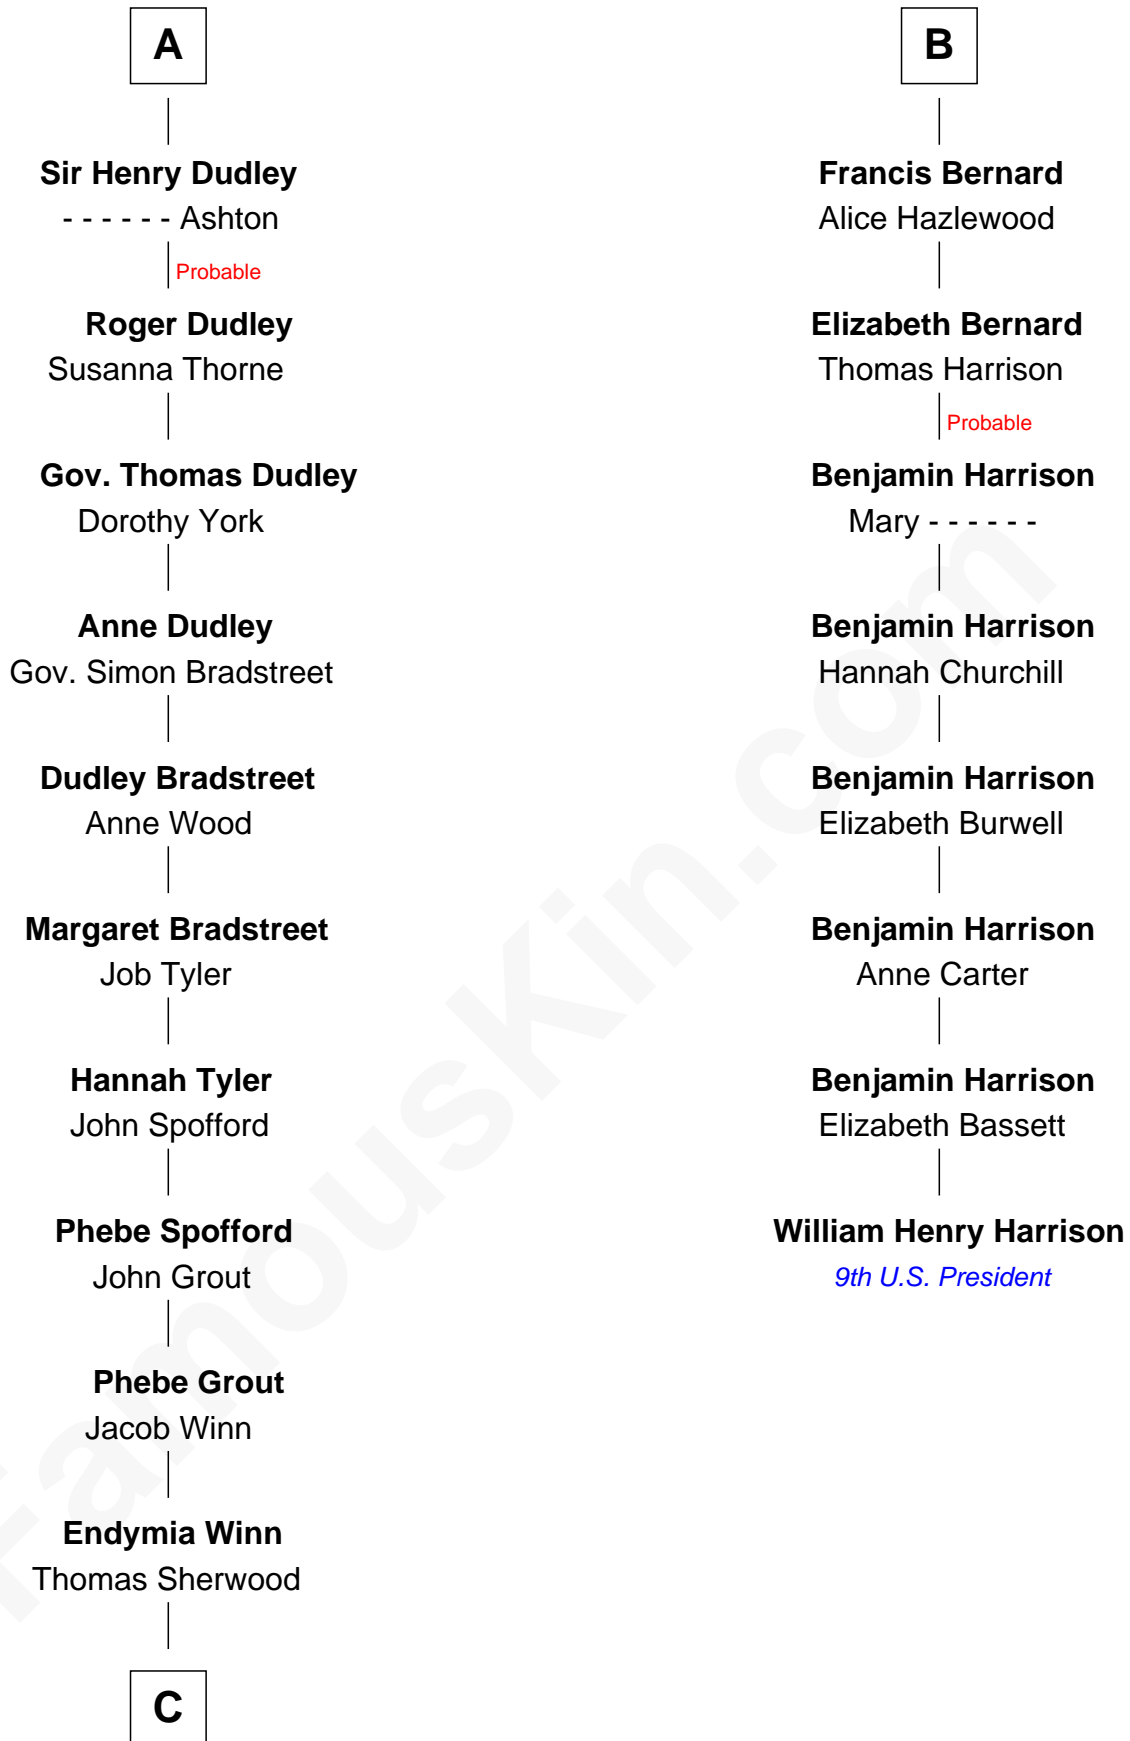 A
Sir Henry Dudley
- - - - - - Ashton
Probable
Roger Dudley
Susanna Thorne
Gov. Thomas Dudley
Dorothy York
Anne Dudley
Gov. Simon Bradstreet
Dudley Bradstreet
Anne Wood
Margaret Bradstreet
Job Tyler
Hannah Tyler
John Spofford
Phebe Spofford
John Grout
Phebe Grout
Jacob Winn
Endymia Winn
Thomas Sherwood
C
B
Francis Bernard
Alice Hazlewood
Elizabeth Bernard
Thomas Harrison
Probable
Benjamin Harrison
Mary - - - - - -
Benjamin Harrison
Hannah Churchill
Benjamin Harrison
Elizabeth Burwell
Benjamin Harrison
Anne Carter
Benjamin Harrison
Elizabeth Bassett
William Henry Harrison
9th U.S. President
FamousKin.com